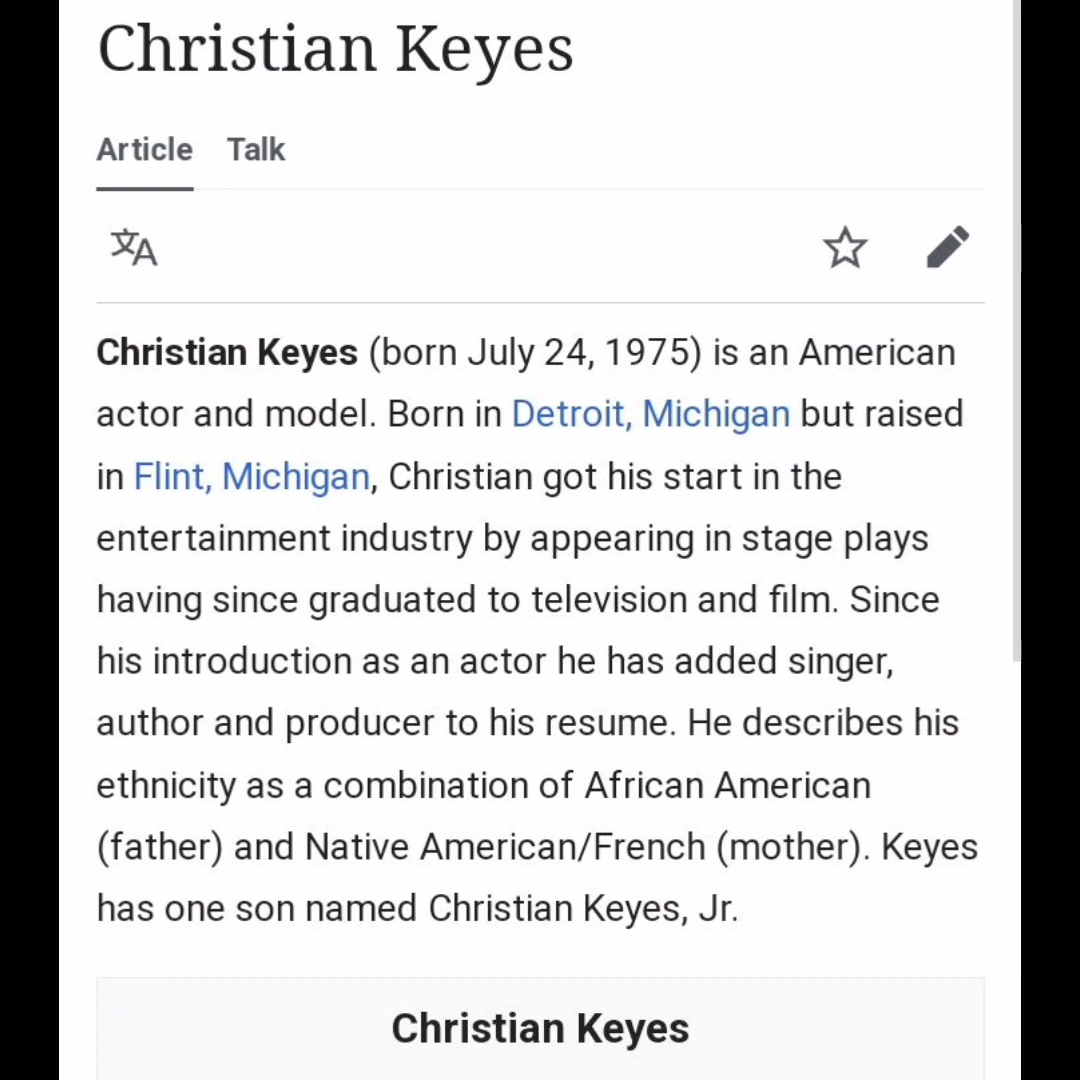 Christian Keyes
Article Talk
文A
Christian Keyes (born July 24, 1975) is an American
actor and model. Born in Detroit, Michigan but raised
in Flint, Michigan, Christian got his start in the
entertainment industry by appearing in stage plays
having since graduated to television and film. Since
his introduction as an actor he has added singer,
author and producer to his resume. He describes his
ethnicity as a combination of African American
(father) and Native American/French (mother). Keyes
has one son named Christian Keyes, Jr.
Christian Keyes